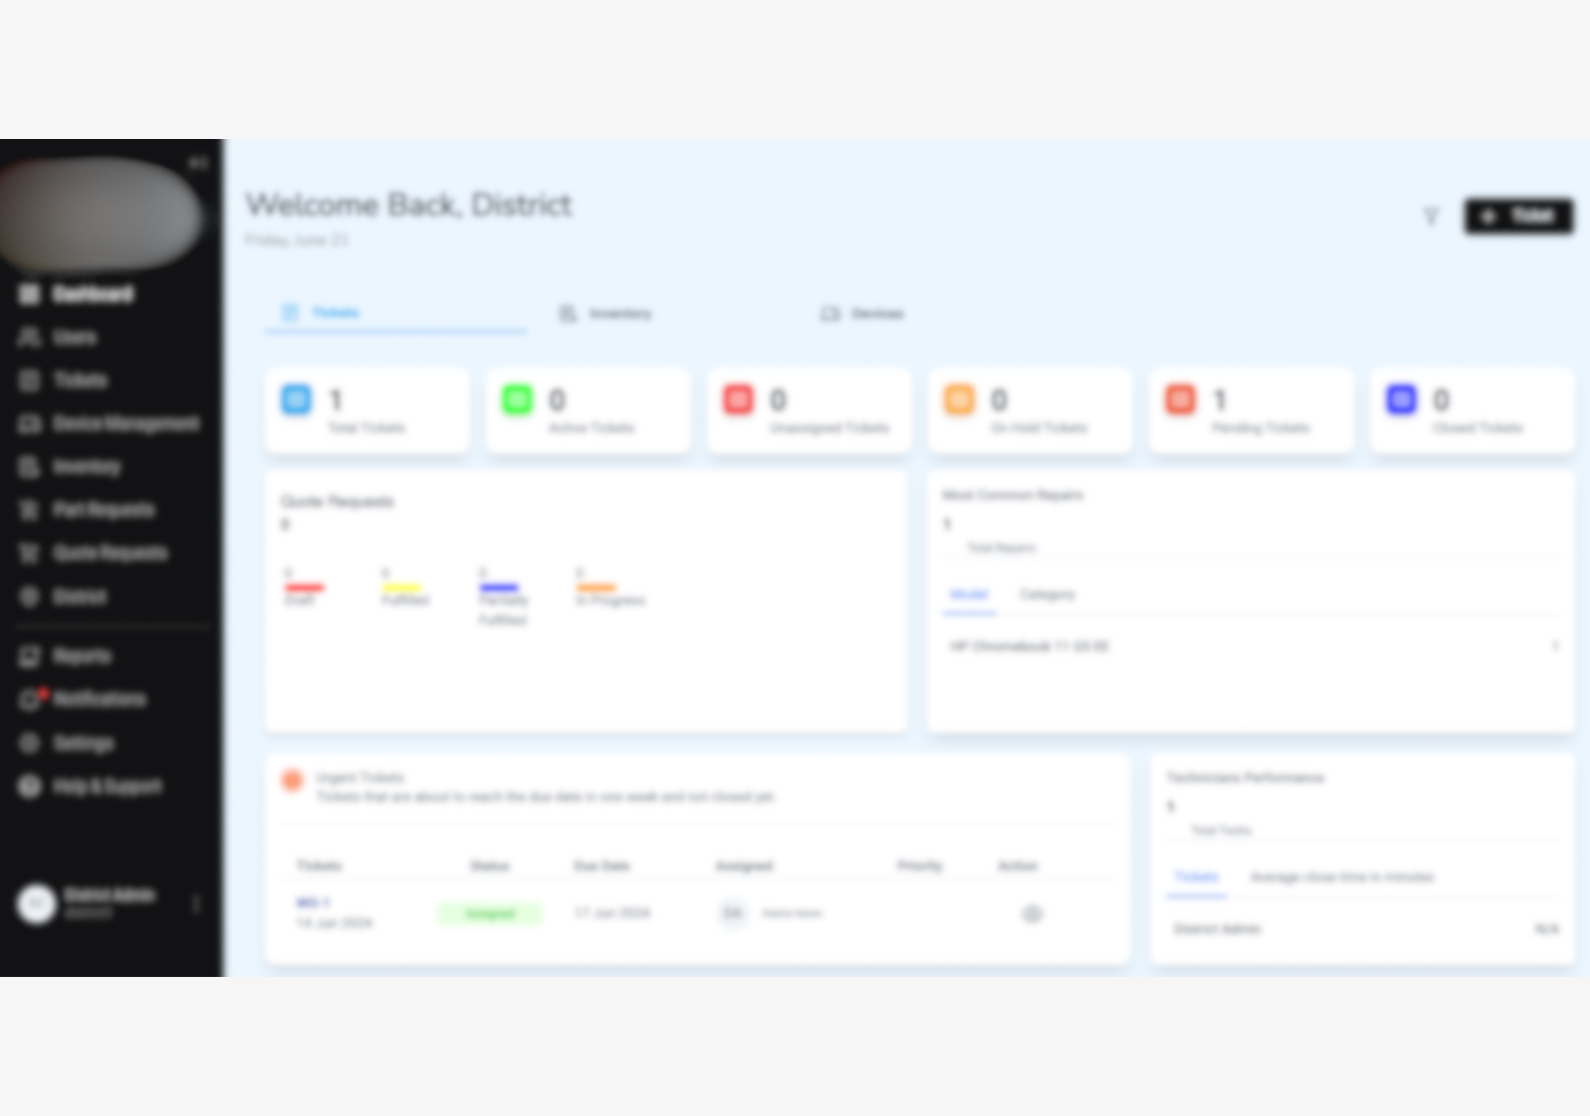 Welcome Back, District
Friday, June 21
Ticket
Dashboard
Users
Tickets
Device Management
Inventory
Part Requests
Quote Requests
District
Reports
Notifications
Settings
Help & Support
District Admin
district1
Tickets
Inventory
Devices
1
Total Tickets
0
Active Tickets
0
Unassigned Tickets
0
On Hold Tickets
1
Pending Tickets
0
Closed Tickets
Quote Requests
0
0
Draft
0
Fulfilled
0
Partially
Fulfilled
0
In Progress
Most Common Repairs
1
Total Repairs
Model Category
HP Chromebook 11 G5 EE 1
Urgent Tickets
Tickets that are about to reach the due date in one week and not closed yet.
Tickets Status Due Date Assigned Priority Action
WO-1
14 Jun 2024
Assigned
17 Jun 2024
DA
Technicians Performance
1
Total Techs
Tickets Average close time in minutes
District Admin N/A